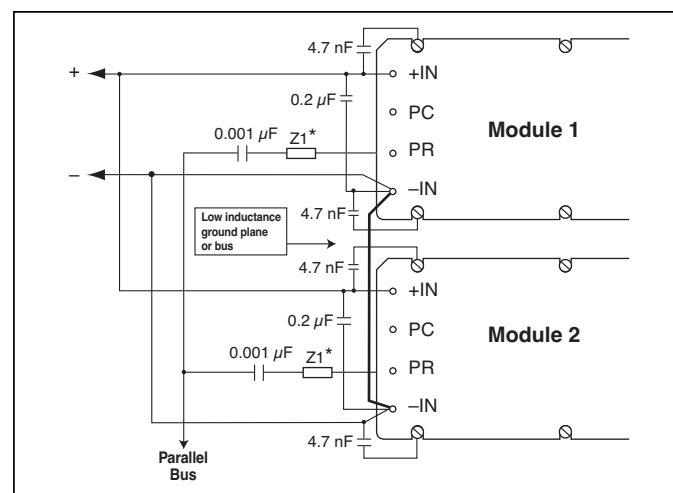 4.7 nF
+
+IN
0.2 µF
PC
Module 1
0.001 µF
Z1*
PR
–
–IN
4.7 nF
Low inductance
ground plane
or bus
4.7 nF
+IN
0.2 µF
PC
Module 2
0.001 µF
Z1*
PR
–IN
4.7 nF
Parallel
Bus